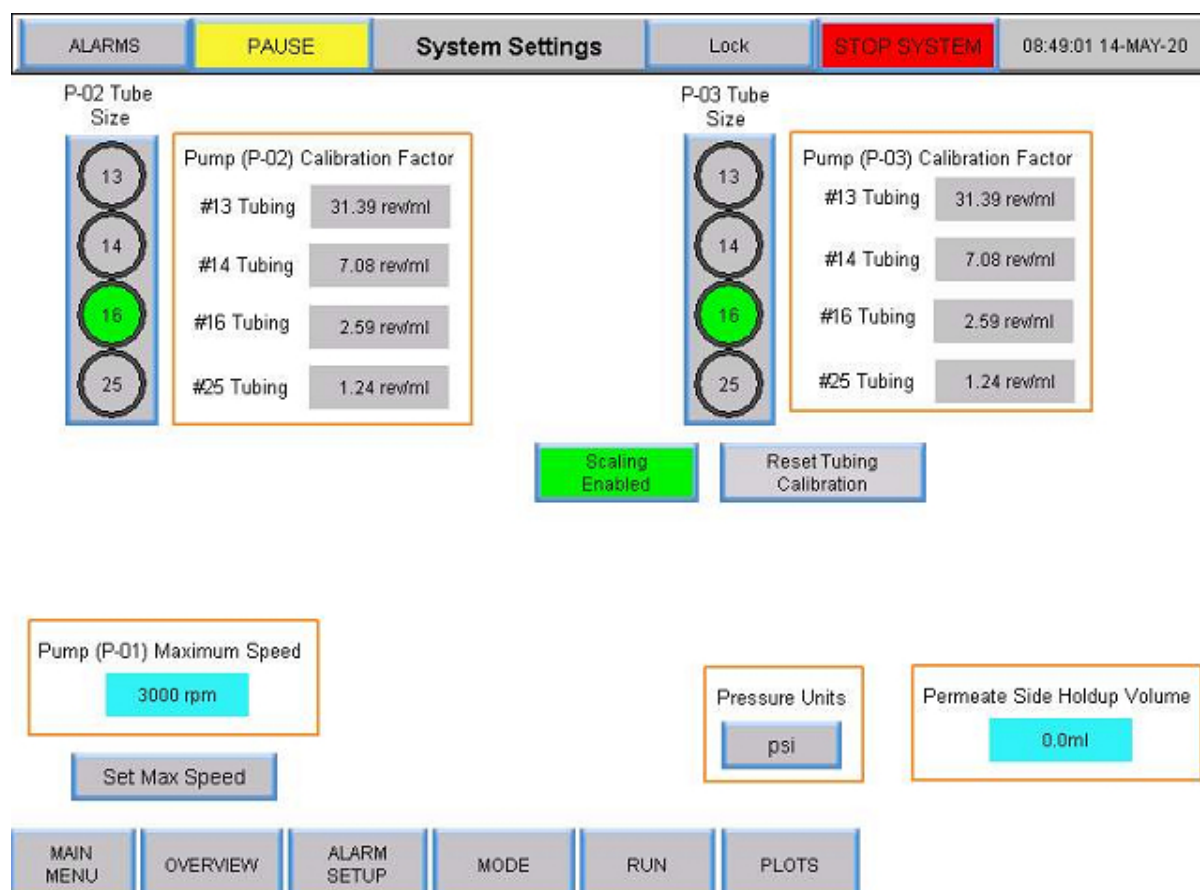 ALARMS
PAUSE
System Settings
Lock
STOP SYSTEM
08:49:01 14-MAY-20
P-02 Tube
Size
13
14
16
25
Pump (P-02) Calibration Factor
#13 Tubing 31.39 rev/ml
#14 Tubing 7.08 rev/ml
#16 Tubing 2.59 rev/ml
#25 Tubing 1.24 rev/ml
P-03 Tube
Size
13
14
16
25
Pump (P-03) Calibration Factor
#13 Tubing 31.39 rev/ml
#14 Tubing 7.08 rev/ml
#16 Tubing 2.59 rev/ml
#25 Tubing 1.24 rev/ml
Scaling
Enabled
Reset Tubing
Calibration
Pump (P-01) Maximum Speed
3000 rpm
Set Max Speed
Pressure Units
psi
Permeate Side Holdup Volume
0.0ml
MAIN
MENU
OVERVIEW
ALARM
SETUP
MODE
RUN
PLOTS